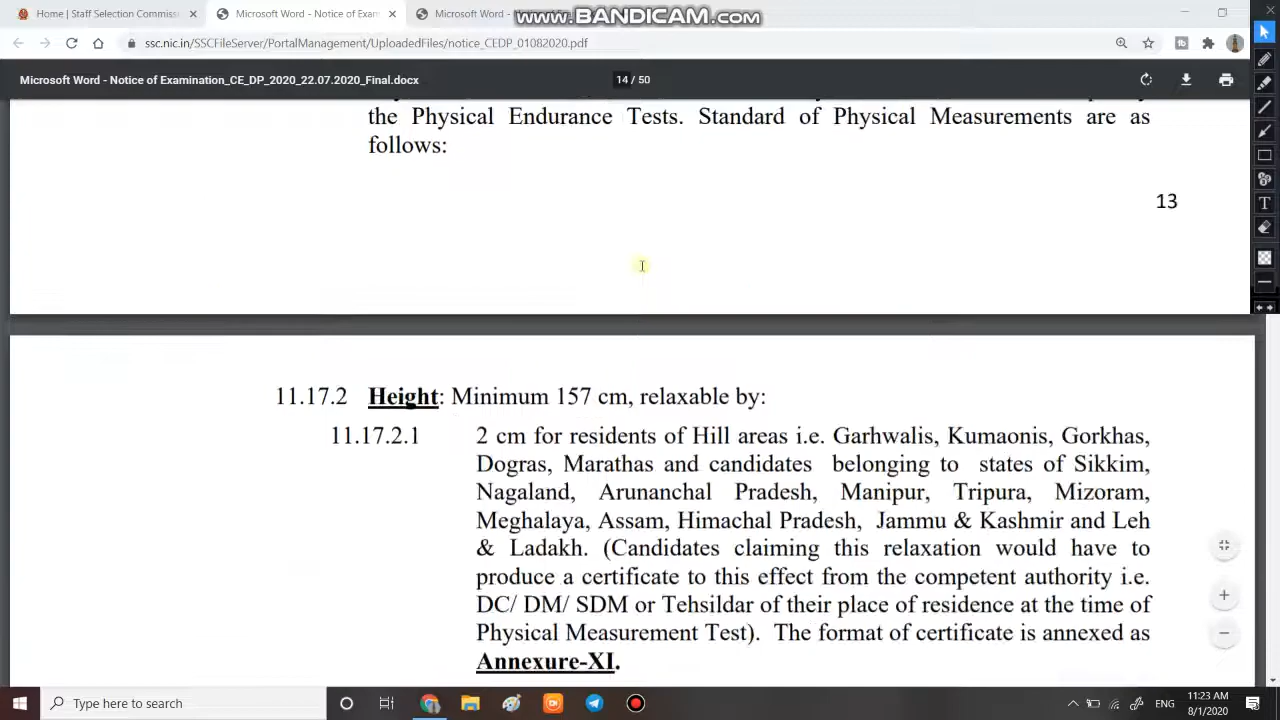 Home | Staff Selection Commissi
Microsoft Word - Notice of Exam
Microsoft Word - N
www.BANDICAM.com
ssc.nic.in/SSCFileServer/PortalManagement/UploadedFiles/notice_CEDP_01082020.pdf
Microsoft Word - Notice of Examination_CE_DP_2020_22.07.2020_Final.docx
14 / 50
the Physical Endurance Tests. Standard of Physical Measurements are as
follows:
13
11.17.2 Height: Minimum 157 cm, relaxable by:
11.17.2.1 2 cm for residents of Hill areas i.e. Garhwalis, Kumaonis, Gorkhas,
Dogras, Marathas and candidates belonging to states of Sikkim,
Nagaland, Arunanchal Pradesh, Manipur, Tripura, Mizoram,
Meghalaya, Assam, Himachal Pradesh, Jammu & Kashmir and Leh
& Ladakh. (Candidates claiming this relaxation would have to
produce a certificate to this effect from the competent authority i.e.
DC/ DM/ SDM or Tehsildar of their place of residence at the time of
Physical Measurement Test). The format of certificate is annexed as
Annexure-XI.
Type here to search
ENG
11:23 AM
8/1/2020